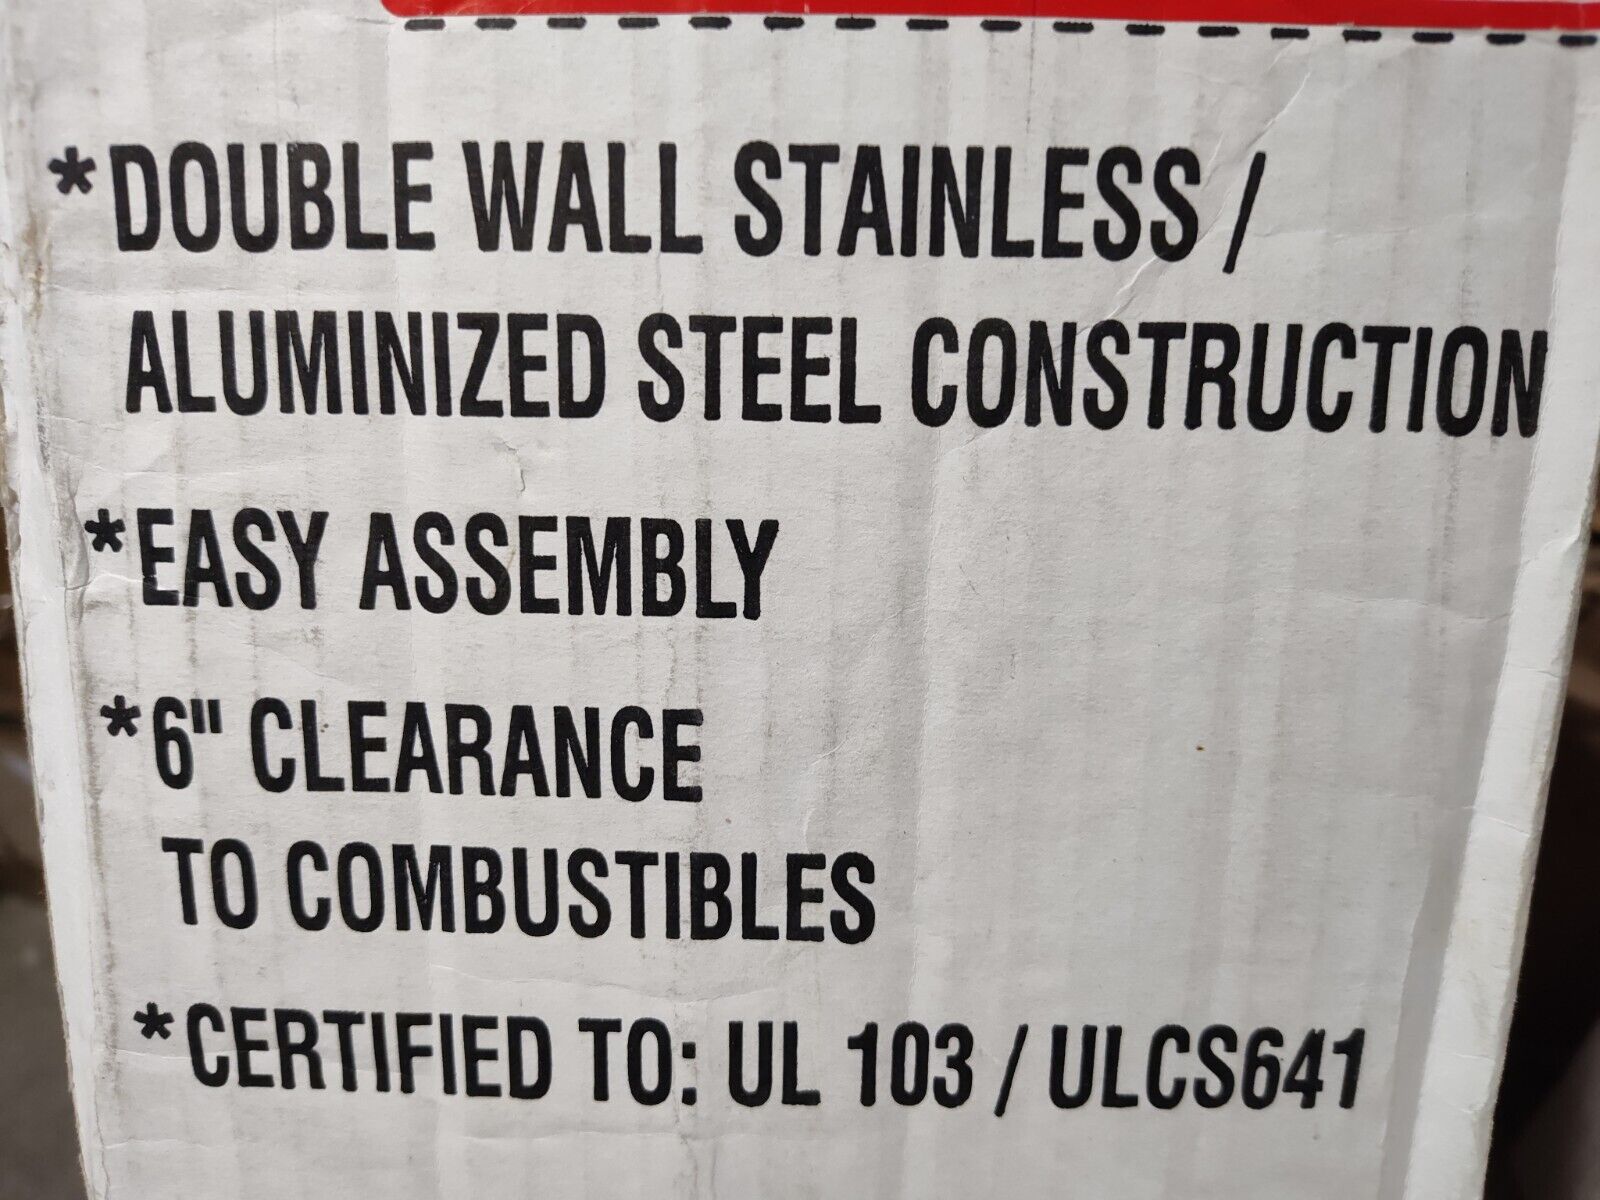 *DOUBLE WALL STAINLESS /
ALUMINIZED STEEL CONSTRUCTION
*EASY ASSEMBLY
*6" CLEARANCE
TO COMBUSTIBLES
*CERTIFIED TO: UL 103 / ULCS641